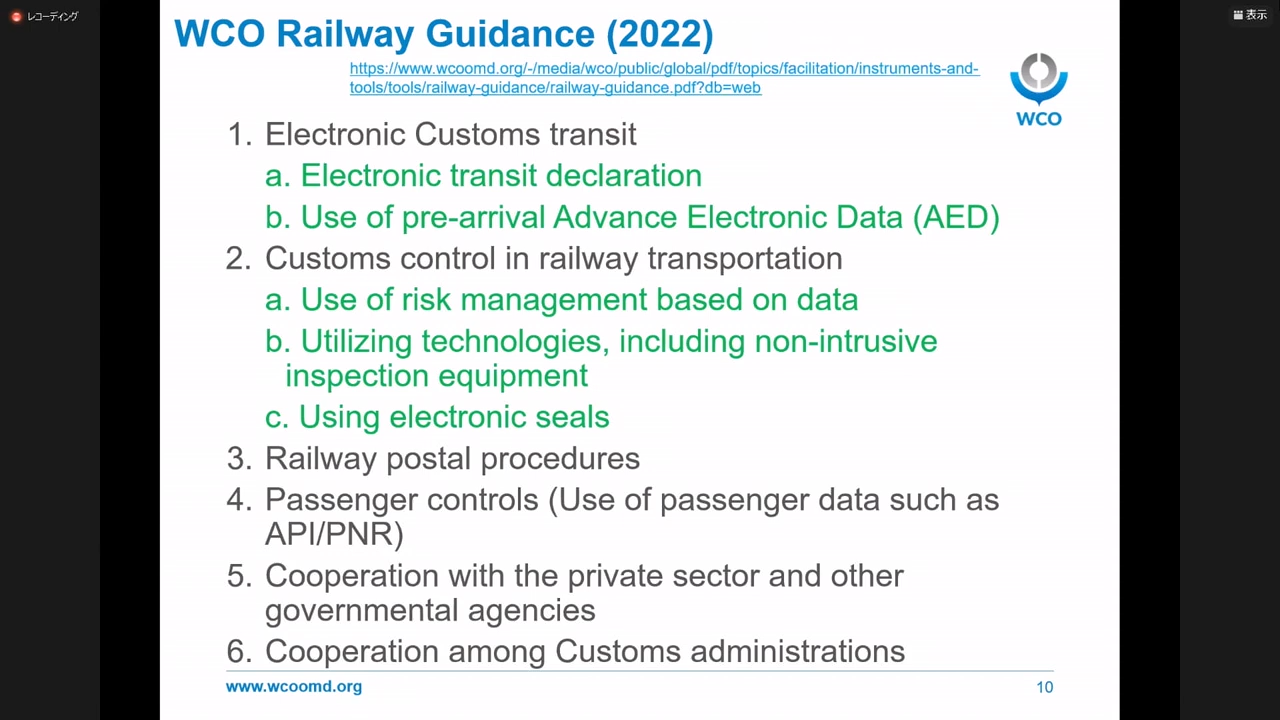 レコーディング
表示
WCO Railway Guidance (2022)
https://www.wcoomd.org/-/media/wco/public/global/pdf/topics/facilitation/instruments-and-
tools/tools/railway-guidance/railway-guidance.pdf?db=web
WCO
1. Electronic Customs transit
a. Electronic transit declaration
b. Use of pre-arrival Advance Electronic Data (AED)
2. Customs control in railway transportation
a. Use of risk management based on data
b. Utilizing technologies, including non-intrusive
inspection equipment
c. Using electronic seals
3. Railway postal procedures
4. Passenger controls (Use of passenger data such as
API/PNR)
5. Cooperation with the private sector and other
governmental agencies
6. Cooperation among Customs administrations
www.wcoomd.org
10